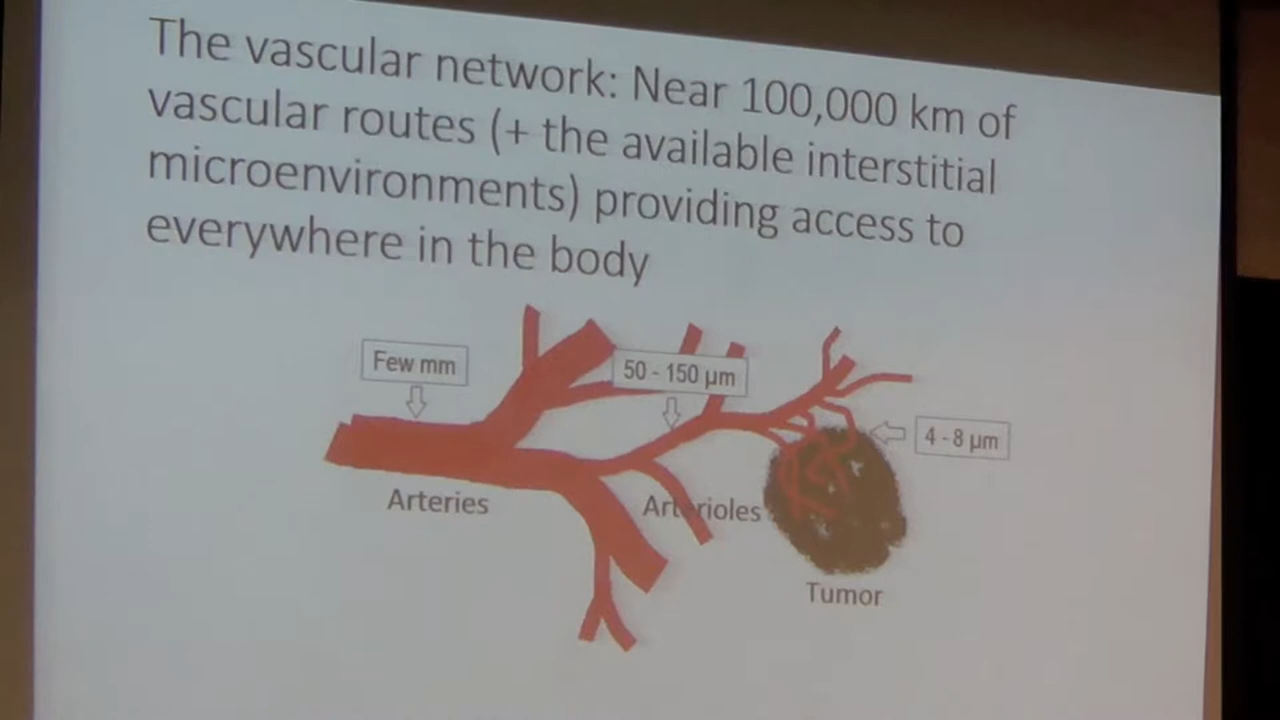 The vascular network: Near 100,000 km of
vascular routes (+ the available interstitial
microenvironments) providing access to
everywhere in the body
Few mm
50 - 150 µm
4 - 8 µm
Arteries
Arterioles
Tumor